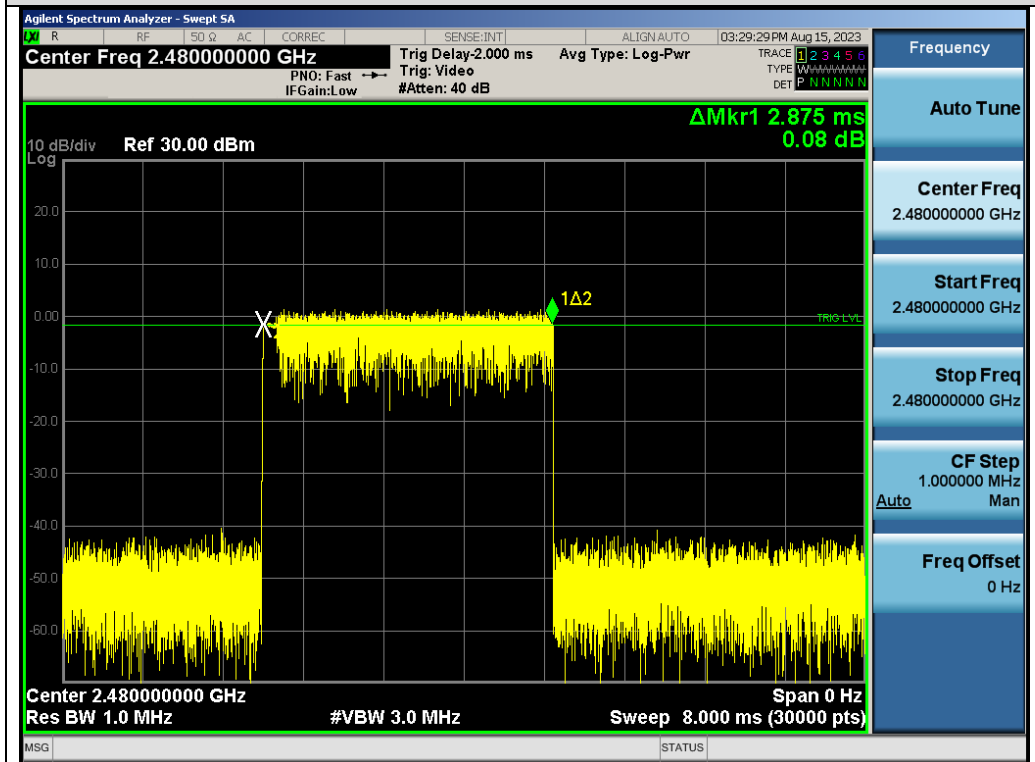 Agilent Spectrum Analyzer - Swept SA
LXI R RF 50 Ω AC CORREC SENSE:INT ALIGN AUTO 03:29:29 PM Aug 15, 2023
Center Freq 2.480000000 GHz
PNO: Fast
IFGain:Low
Trig Delay-2.000 ms
Trig: Video
#Atten: 40 dB
Avg Type: Log-Pwr
TRACE 1 2 3 4 5 6
TYPE WWWWWW
DET P N N N N N
Frequency
ΔMkr1 2.875 ms
0.08 dB
10 dB/div Ref 30.00 dBm
Log
20.0
10.0
0.00
-10.0
-20.0
-30.0
-40.0
-50.0
-60.0
1Δ2
TRIG LVL
Auto Tune
Center Freq
2.480000000 GHz
Start Freq
2.480000000 GHz
Stop Freq
2.480000000 GHz
CF Step
1.000000 MHz
Auto Man
Freq Offset
0 Hz
Center 2.480000000 GHz Span 0 Hz
Res BW 1.0 MHz #VBW 3.0 MHz Sweep 8.000 ms (30000 pts)
MSG STATUS